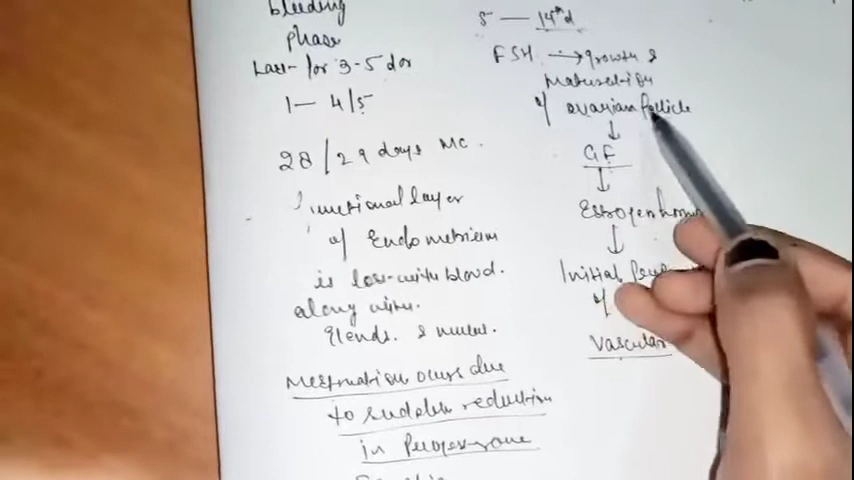 bleeding
phase
Last for 3-5 days
1 — 4/5
28/29 days MC.
Functional layer
of Endometrium
is lost with blood.
along with
Glands. & mucus.
Menstruation occurs due
to sudden reduction
in Progesterone
5 — 14th d
FSH → growth &
Maturation
of ovarian follicle
↓
GF
↓
Estrogen
↓
Initial
of
Vascular